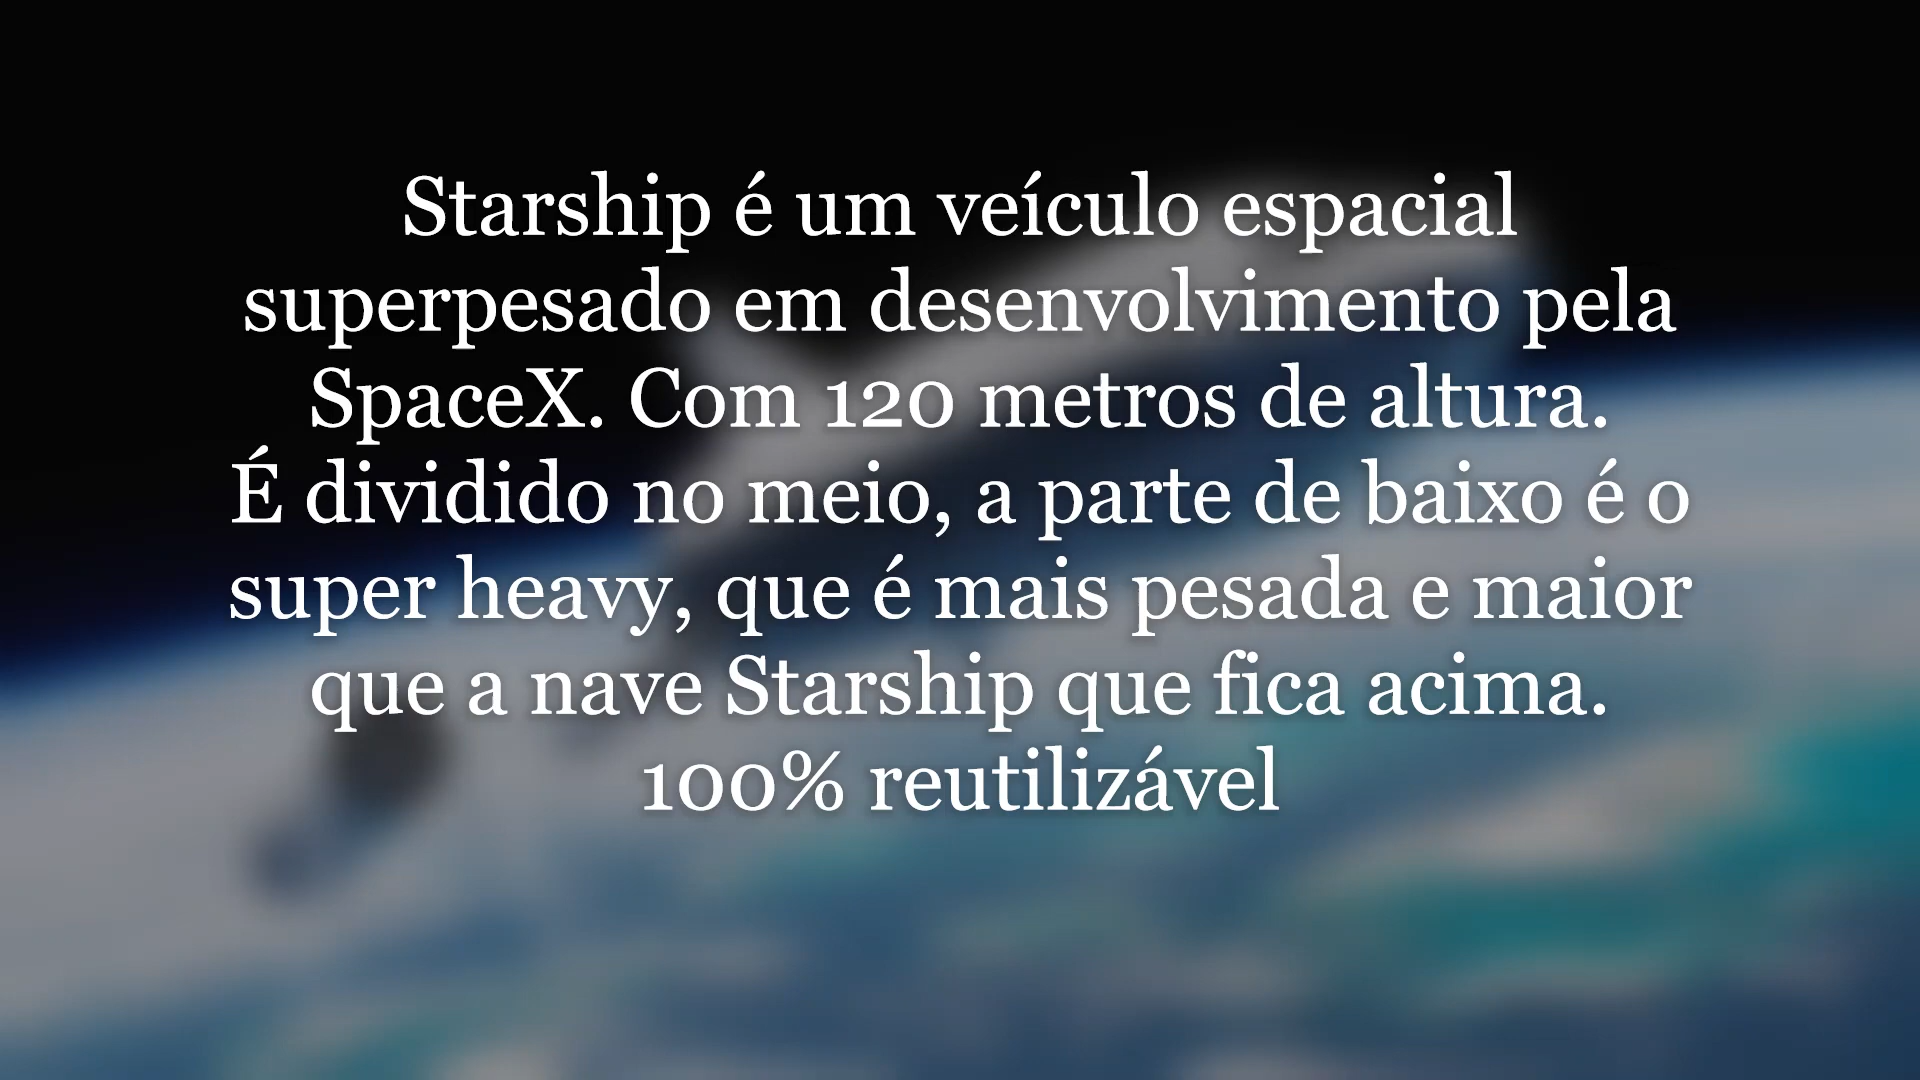 Starship é um veículo espacial
superpesado em desenvolvimento pela
SpaceX. Com 120 metros de altura.
É dividido no meio, a parte de baixo é o
super heavy, que é mais pesada e maior
que a nave Starship que fica acima.
100% reutilizável